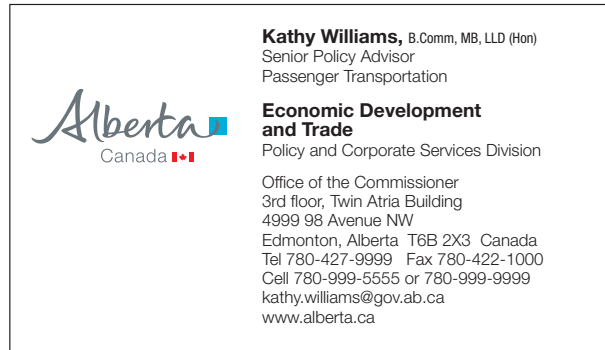 Alberta
Canada
Kathy Williams, B.Comm, MB, LLD (Hon)
Senior Policy Advisor
Passenger Transportation
Economic Development
and Trade
Policy and Corporate Services Division
Office of the Commissioner
3rd floor, Twin Atria Building
4999 98 Avenue NW
Edmonton, Alberta  T6B 2X3  Canada
Tel 780-427-9999   Fax 780-422-1000
Cell 780-999-5555 or 780-999-9999
kathy.williams@gov.ab.ca
www.alberta.ca